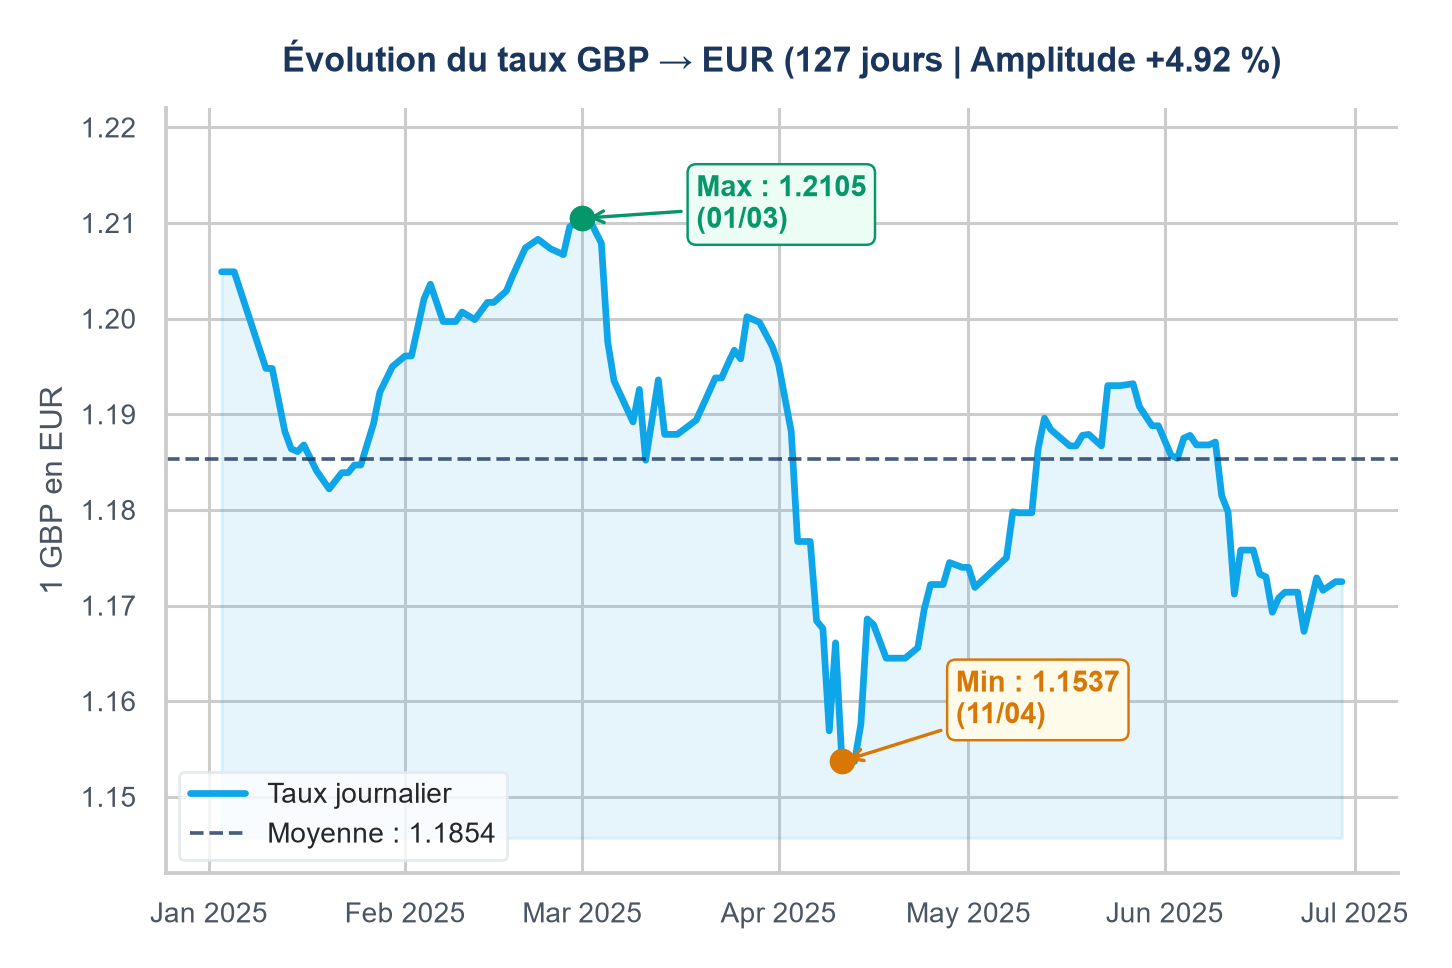 Évolution du taux GBP → EUR (127 jours | Amplitude +4.92 %)
1 GBP en EUR
1.22
1.21
1.20
1.19
1.18
1.17
1.16
1.15
Max : 1.2105
(01/03)
Min : 1.1537
(11/04)
Taux journalier
Moyenne : 1.1854
Jan 2025
Feb 2025
Mar 2025
Apr 2025
May 2025
Jun 2025
Jul 2025